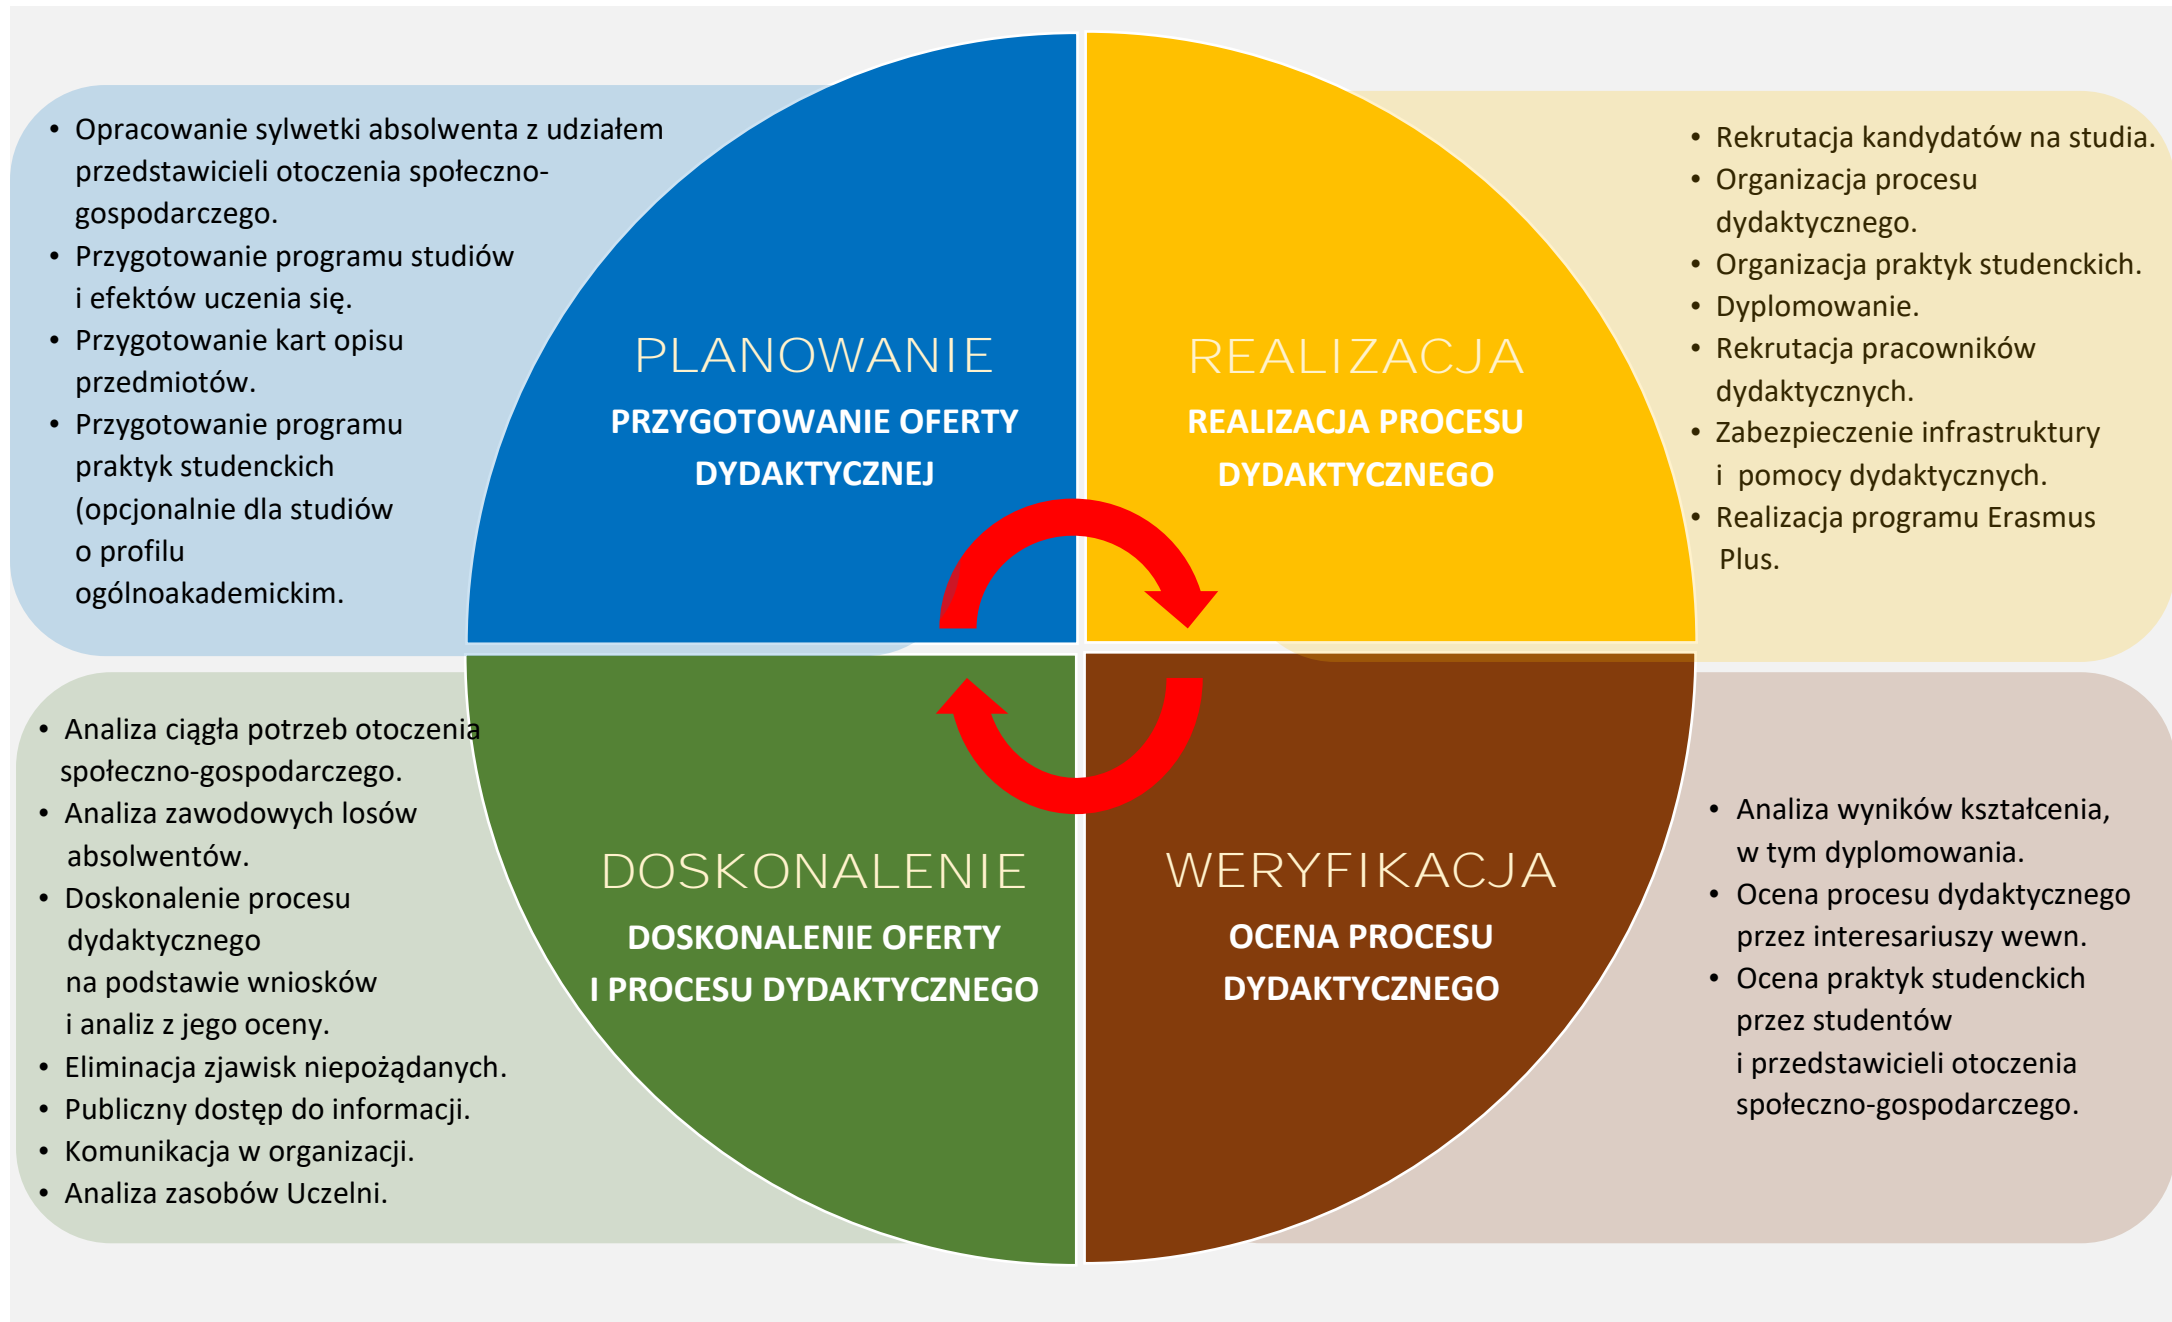 • Opracowanie sylwetki absolwenta z udziałem
przedstawicieli otoczenia społeczno-
gospodarczego.
• Przygotowanie programu studiów
i efektów uczenia się.
• Przygotowanie kart opisu
przedmiotów.
• Przygotowanie programu
praktyk studenckich
(opcjonalnie dla studiów
o profilu
ogólnoakademickim.
PLANOWANIE
PRZYGOTOWANIE OFERTY
DYDAKTYCZNEJ
REALIZACJA
REALIZACJA PROCESU
DYDAKTYCZNEGO
• Rekrutacja kandydatów na studia.
• Organizacja procesu
dydaktycznego.
• Organizacja praktyk studenckich.
• Dyplomowanie.
• Rekrutacja pracowników
dydaktycznych.
• Zabezpieczenie infrastruktury
i pomocy dydaktycznych.
• Realizacja programu Erasmus
Plus.
• Analiza ciągła potrzeb otoczenia
społeczno-gospodarczego.
• Analiza zawodowych losów
absolwentów.
• Doskonalenie procesu
dydaktycznego
na podstawie wniosków
i analiz z jego oceny.
• Eliminacja zjawisk niepożądanych.
• Publiczny dostęp do informacji.
• Komunikacja w organizacji.
• Analiza zasobów Uczelni.
DOSKONALENIE
DOSKONALENIE OFERTY
I PROCESU DYDAKTYCZNEGO
WERYFIKACJA
OCENA PROCESU
DYDAKTYCZNEGO
• Analiza wyników kształcenia,
w tym dyplomowania.
• Ocena procesu dydaktycznego
przez interesariuszy wewn.
• Ocena praktyk studenckich
przez studentów
i przedstawicieli otoczenia
społeczno-gospodarczego.